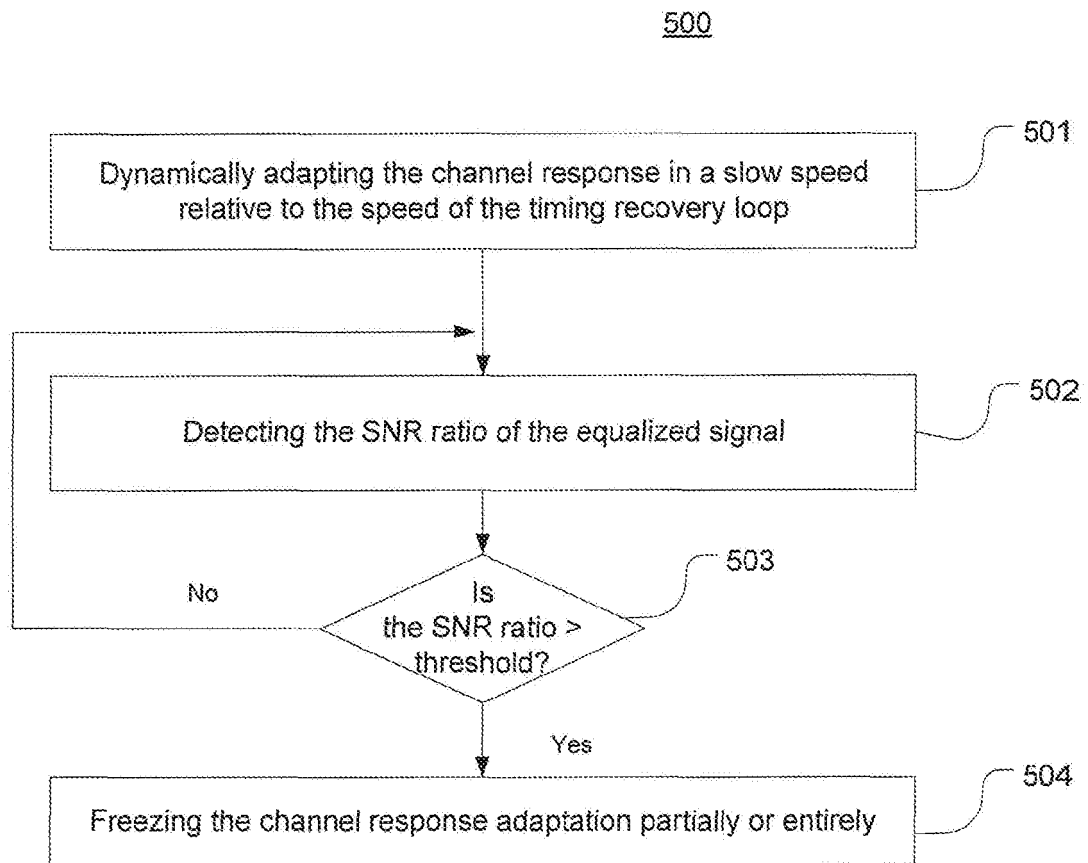 500
501
Dynamically adapting the channel response in a slow speed
relative to the speed of the timing recovery loop
502
Detecting the SNR ratio of the equalized signal
503
No
Is
the SNR ratio >
threshold?
Yes
504
Freezing the channel response adaptation partially or entirely